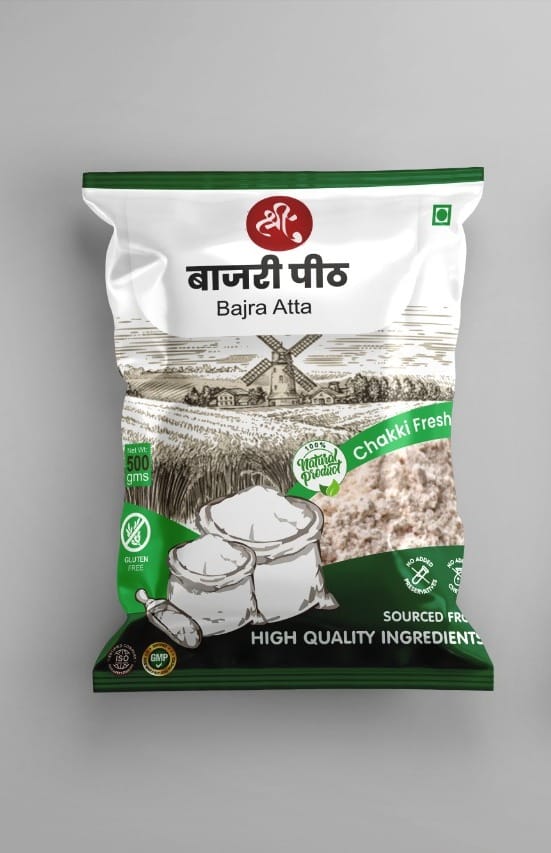 श्री
बाजरी पीठ
Bajra Atta
Chakki Fresh
100%
Natural
Product
Net Wt:
500
gms
GLUTEN
FREE
NO ADDED
PRESERVATIVES
SOURCED FRO
HIGH QUALITY INGREDIENTS
ISO
GMP